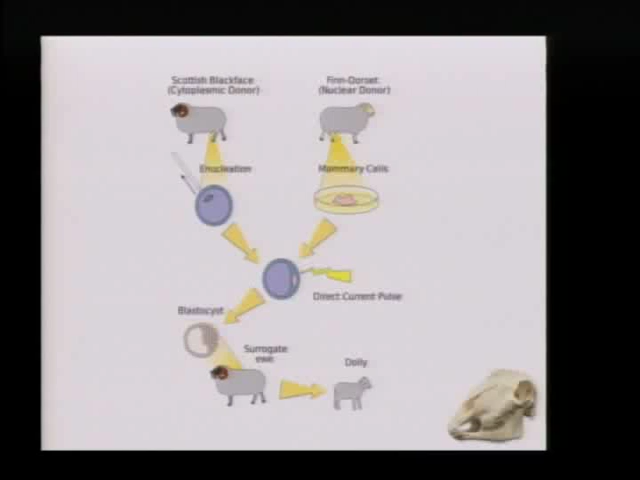 Scottish Blackface
(Cytoplasmic Donor)
Finn-Dorset
(Nuclear Donor)
Enucleation
Mammary Cells
Direct Current Pulse
Blastocyst
Surrogate
ewe
Dolly